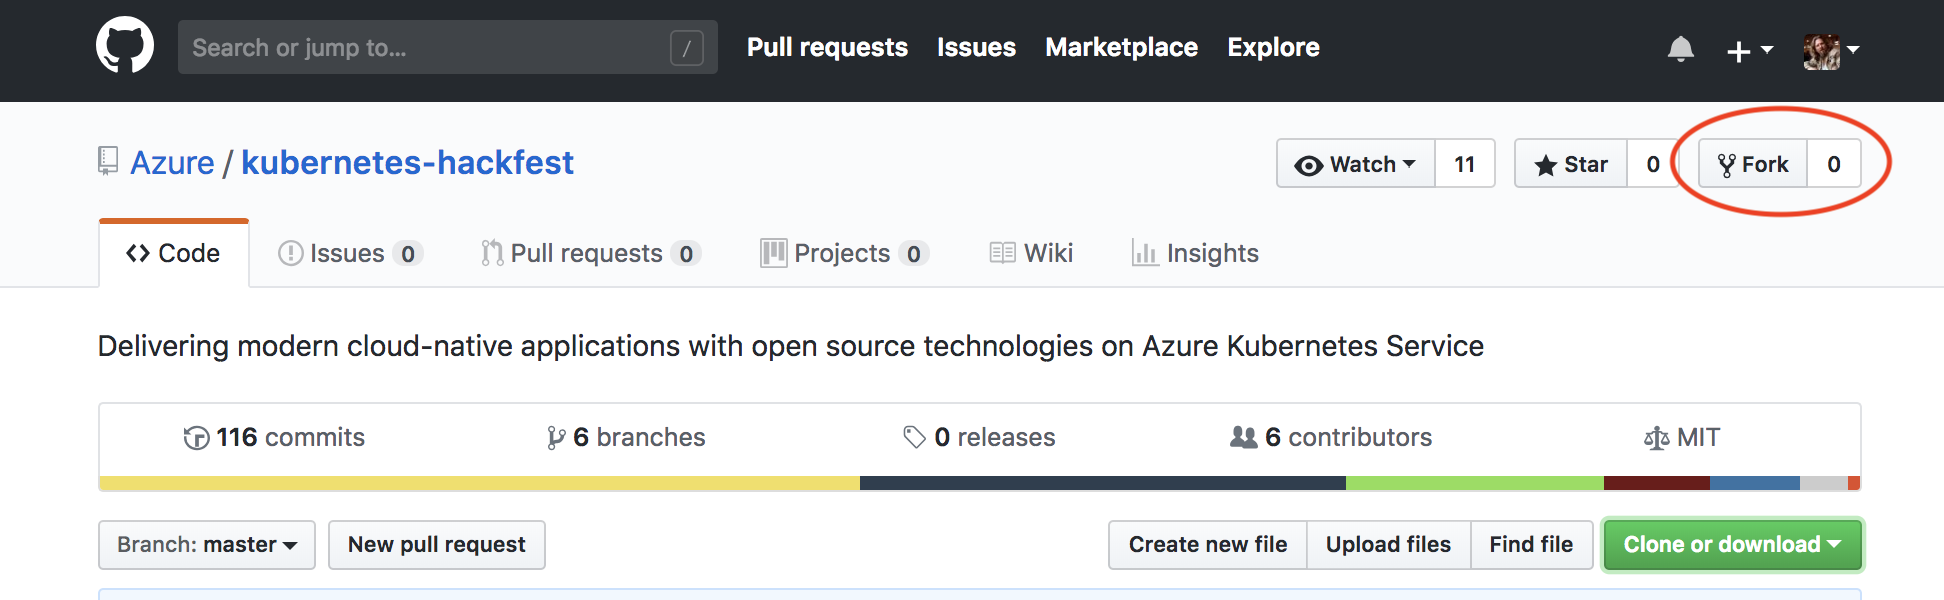 Search or jump to... / Pull requests Issues Marketplace Explore
Azure / kubernetes-hackfest Watch 11 Star 0 Fork 0
Code Issues 0 Pull requests 0 Projects 0 Wiki Insights
Delivering modern cloud-native applications with open source technologies on Azure Kubernetes Service
116 commits 6 branches 0 releases 6 contributors MIT
Branch: master New pull request Create new file Upload files Find file Clone or download